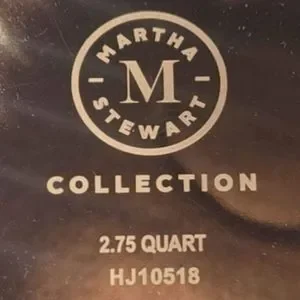 MARTHA
M
STEWART
COLLECTION
2.75 QUART
HJ10518